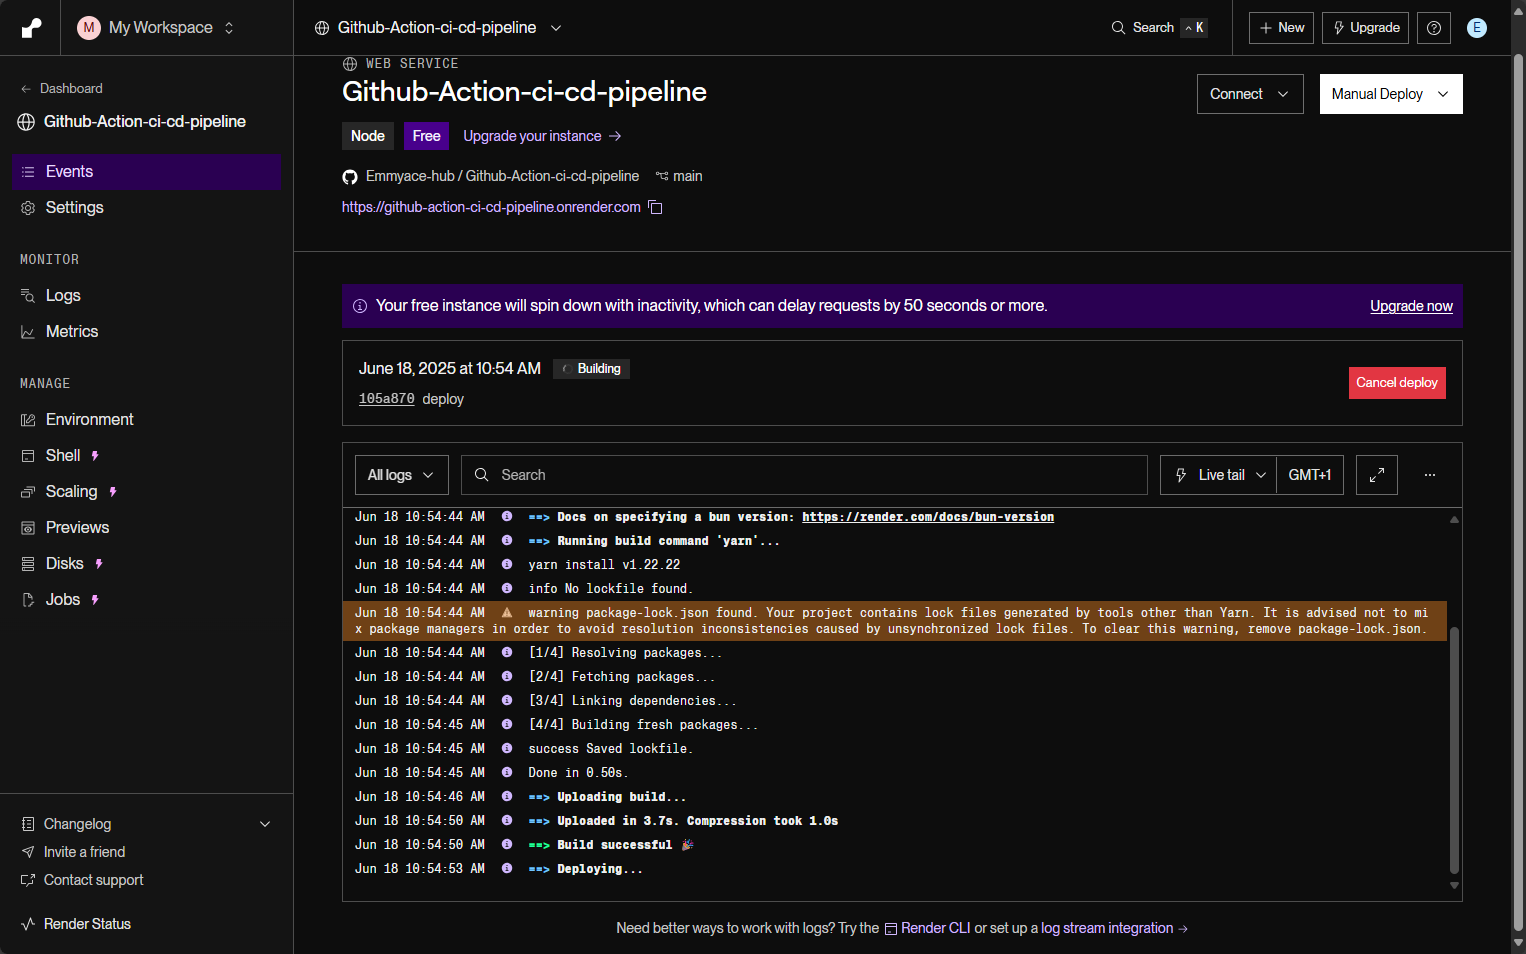 M My Workspace
Github-Action-ci-cd-pipeline
Search ⌃ K
+ New
Upgrade
E
← Dashboard
Github-Action-ci-cd-pipeline
Events
Settings
MONITOR
Logs
Metrics
MANAGE
Environment
Shell
Scaling
Previews
Disks
Jobs
Changelog
Invite a friend
Contact support
Render Status
WEB SERVICE
Github-Action-ci-cd-pipeline
Connect
Manual Deploy
Node Free Upgrade your instance →
Emmyace-hub / Github-Action-ci-cd-pipeline main
https://github-action-ci-cd-pipeline.onrender.com
Your free instance will spin down with inactivity, which can delay requests by 50 seconds or more.
Upgrade now
June 18, 2025 at 10:54 AM Building
105a870 deploy
Cancel deploy
All logs
Search
Live tail
GMT+1
Jun 18 10:54:44 AM ==> Docs on specifying a bun version: https://render.com/docs/bun-version
Jun 18 10:54:44 AM ==> Running build command 'yarn'...
Jun 18 10:54:44 AM yarn install v1.22.22
Jun 18 10:54:44 AM info No lockfile found.
Jun 18 10:54:44 AM warning package-lock.json found. Your project contains lock files generated by tools other than Yarn. It is advised not to mi
x package managers in order to avoid resolution inconsistencies caused by unsynchronized lock files. To clear this warning, remove package-lock.json.
Jun 18 10:54:44 AM [1/4] Resolving packages...
Jun 18 10:54:44 AM [2/4] Fetching packages...
Jun 18 10:54:44 AM [3/4] Linking dependencies...
Jun 18 10:54:45 AM [4/4] Building fresh packages...
Jun 18 10:54:45 AM success Saved lockfile.
Jun 18 10:54:45 AM Done in 0.50s.
Jun 18 10:54:46 AM ==> Uploading build...
Jun 18 10:54:50 AM ==> Uploaded in 3.7s. Compression took 1.0s
Jun 18 10:54:50 AM ==> Build successful 🎉
Jun 18 10:54:53 AM ==> Deploying...
Need better ways to work with logs? Try the Render CLI or set up a log stream integration →